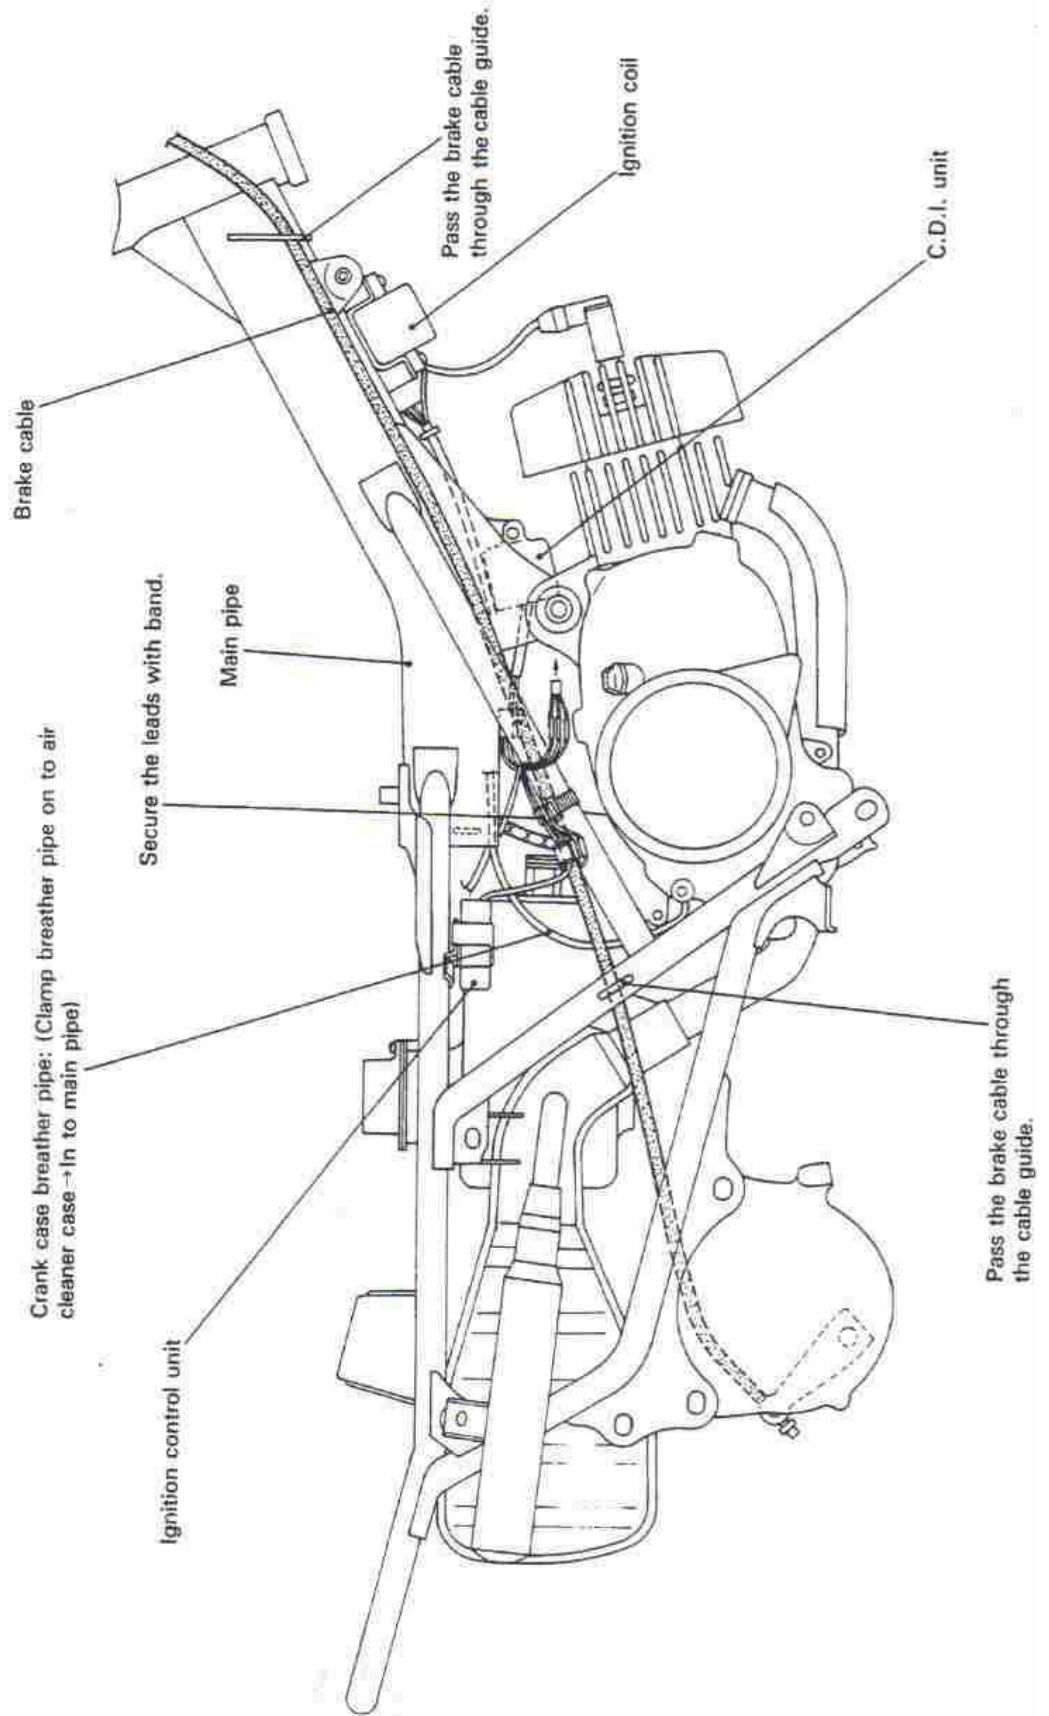 Crank case breather pipe: (Clamp breather pipe on to air
cleaner case→In to main pipe)
Secure the leads with band.
Main pipe
Brake cable
Ignition control unit
Pass the brake cable
through the cable guide.
Ignition coil
C.D.I. unit
Pass the brake cable through
the cable guide.